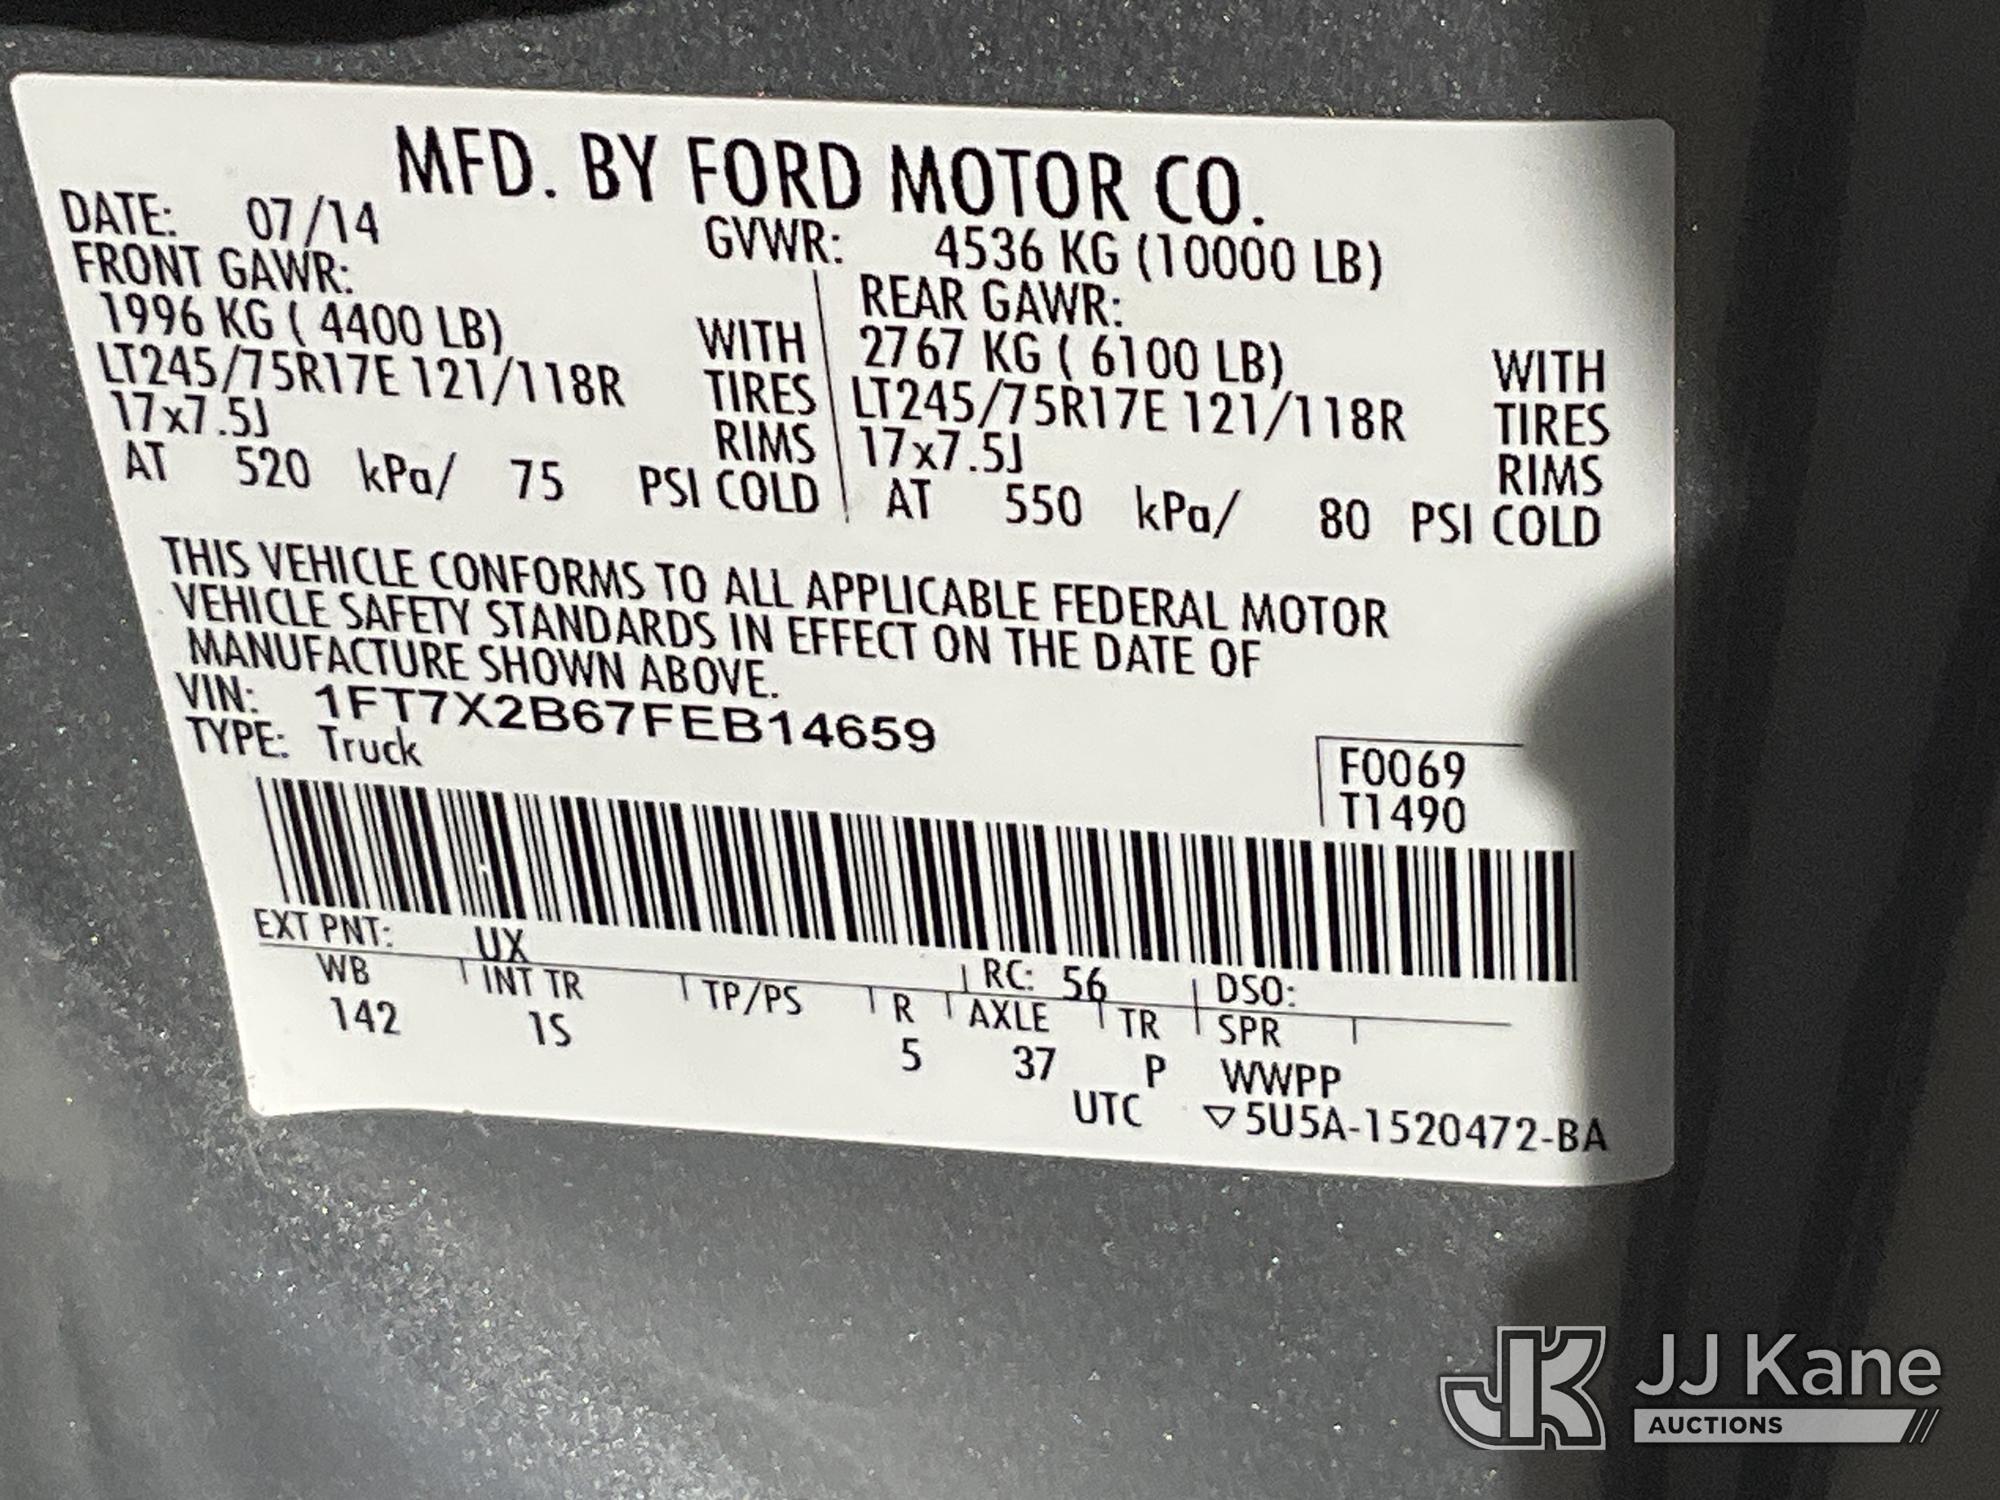 MFD. BY FORD MOTOR CO.
DATE: 07/14 GVWR: 4536 KG (10000 LB)
FRONT GAWR: REAR GAWR:
1996 KG ( 4400 LB) WITH 2767 KG ( 6100 LB) WITH
LT245/75R17E 121/118R TIRES LT245/75R17E 121/118R TIRES
17x7.5J RIMS 17x7.5J RIMS
AT 520 kPa/ 75 PSI COLD AT 550 kPa/ 80 PSI COLD
THIS VEHICLE CONFORMS TO ALL APPLICABLE FEDERAL MOTOR
VEHICLE SAFETY STANDARDS IN EFFECT ON THE DATE OF
MANUFACTURE SHOWN ABOVE.
VIN: 1FT7X2B67FEB14659
TYPE: Truck
F0069
T1490
EXT PNT: UX RC: 56 DSO:
WB INT TR TP/PS R AXLE TR SPR
142 1S 5 37 P WWPP
UTC ▽5U5A-1520472-BA
JK JJ Kane
AUCTIONS